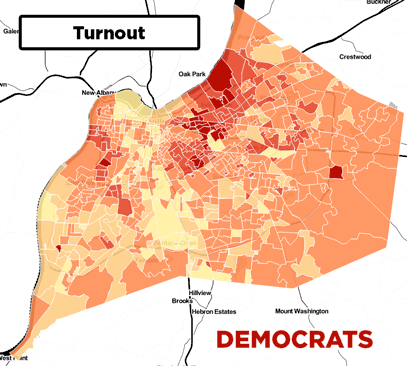 Turnout
Buckner
Galen
Crestwood
Oak Park
New Albany
Hillview
Brooks
Hebron Estates
Mount Washington
West Point
DEMOCRATS